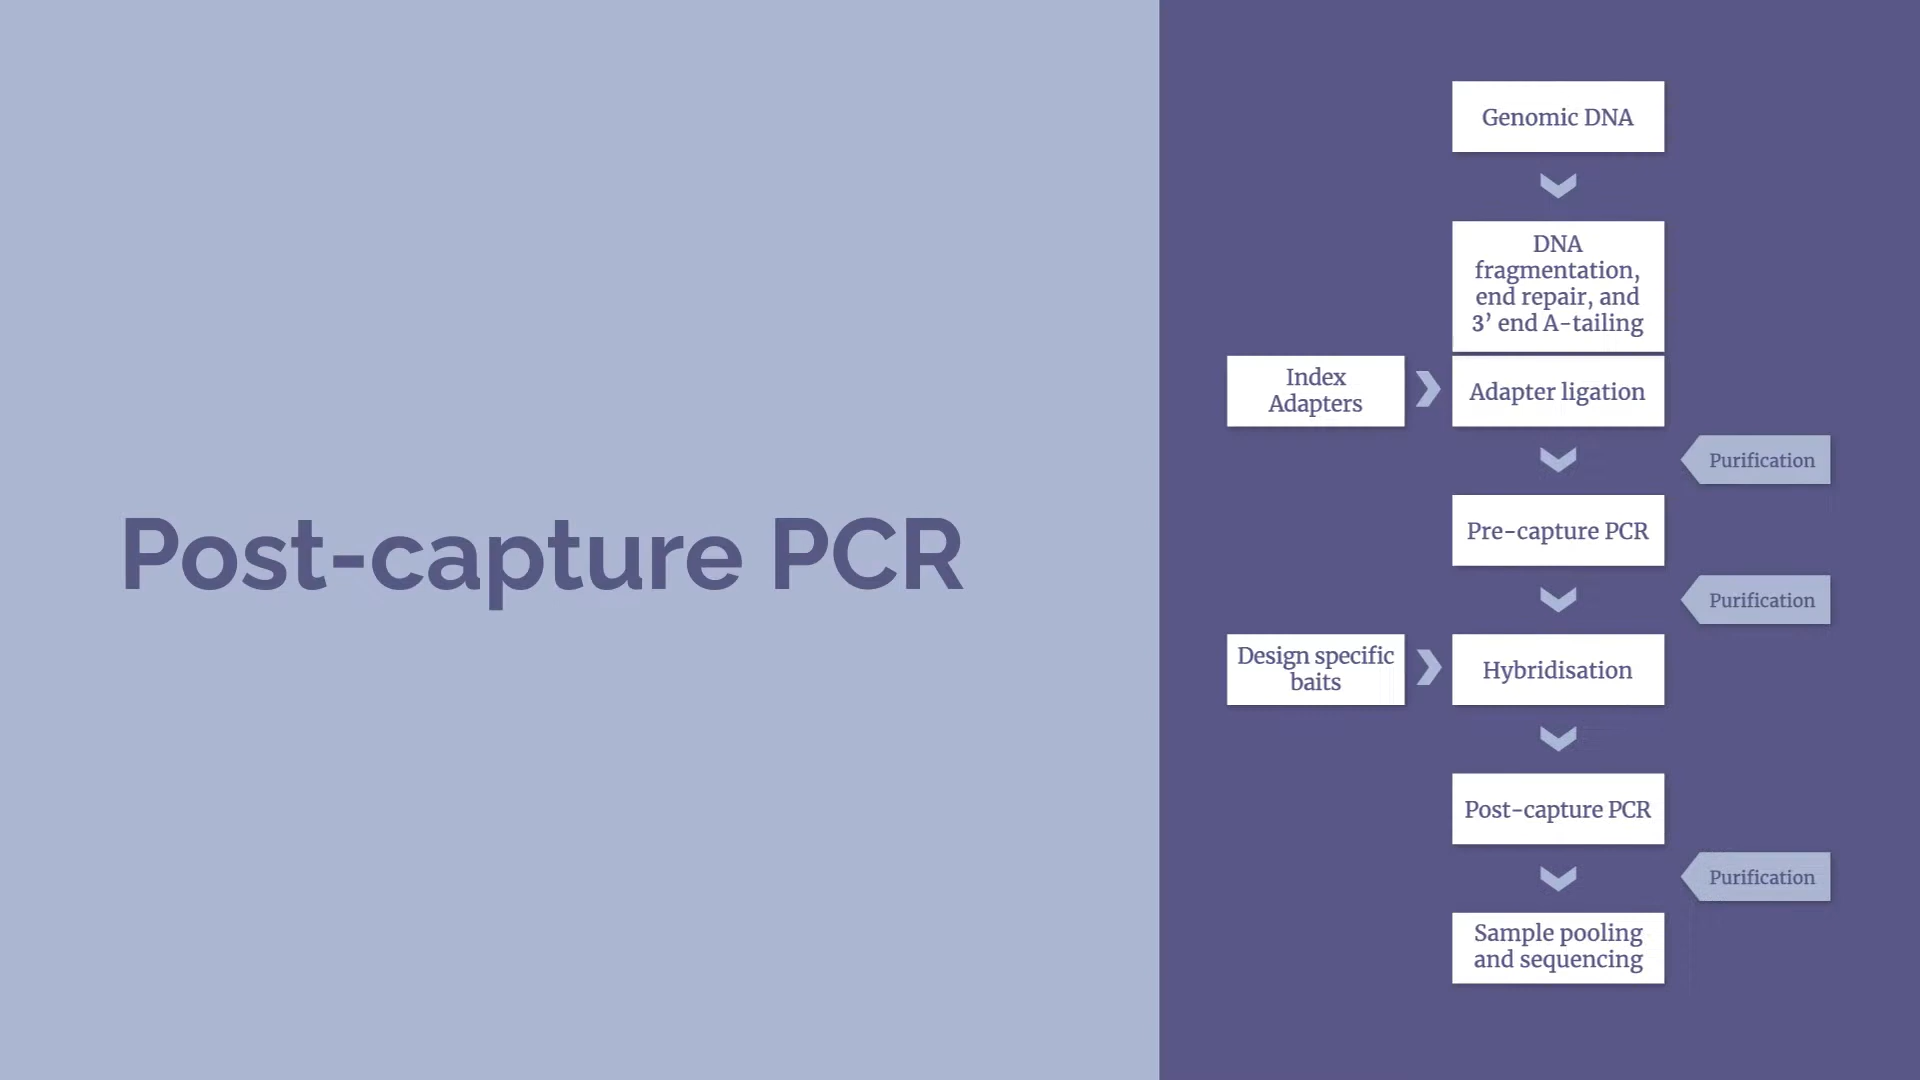 Post-capture PCR
Genomic DNA
DNA
fragmentation,
end repair, and
3’ end A-tailing
Index
Adapters
Adapter ligation
Purification
Pre-capture PCR
Purification
Design specific
baits
Hybridisation
Post-capture PCR
Purification
Sample pooling
and sequencing